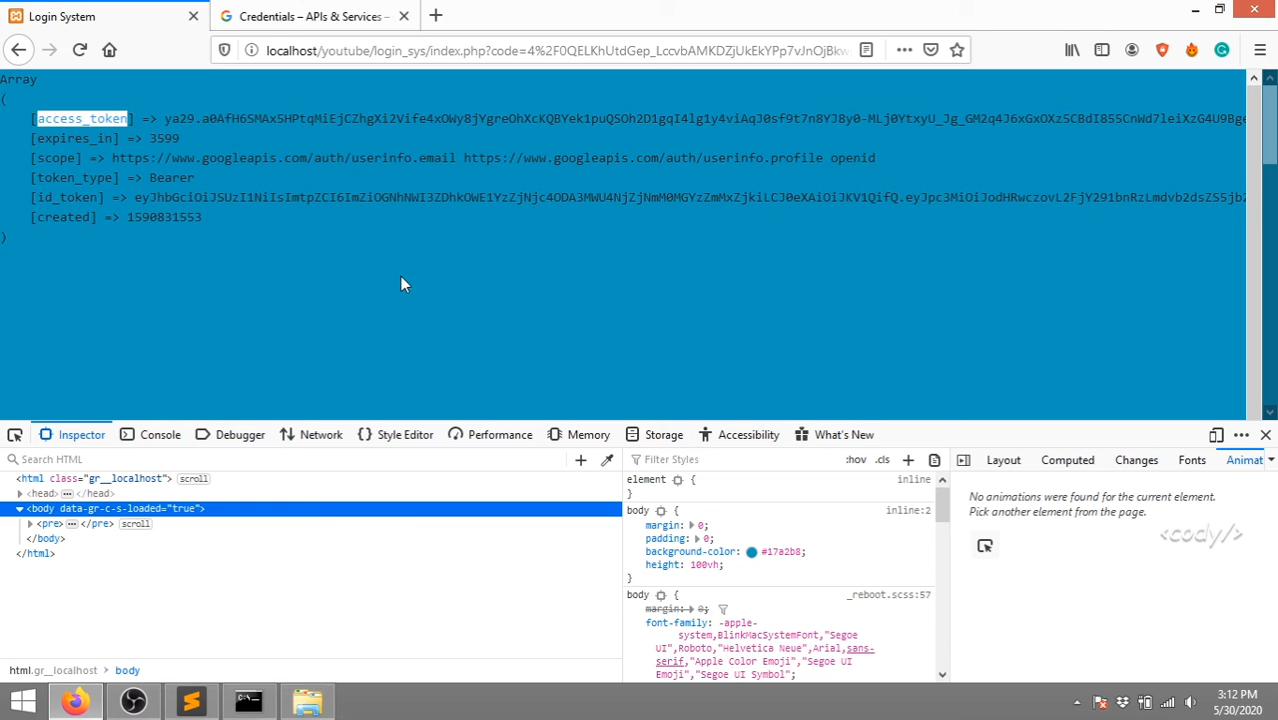 Login System
Credentials – APIs & Services –
localhost/youtube/login_sys/index.php?code=4%2F0QELKhUtdGep_LccvbAMKDZjUkEkYPp7vJnOjBkw
Array
(
[access_token] => ya29.a0AfH6SMAx5HPtqMiEjCZhgXi2Vife4xOWy8jYgreOhXcKQBYek1puQSOh2D1gqI4lg1y4viAqJ0sf9t7n8YJ8y0-MLj0YtxyU_Jg_GM2q4J6xGxOXz5CBdI855CnWd7leiXzG4U9Bge
[expires_in] => 3599
[scope] => https://www.googleapis.com/auth/userinfo.email https://www.googleapis.com/auth/userinfo.profile openid
[token_type] => Bearer
[id_token] => eyJhbGciOiJSUzI1NiIsImtpZCI6ImZiOGNhNWI3ZDhkOWE1YzZjNjc4ODA3MWU4NjZjNmM0MGYzZmMxZjkiLCJ0eXAiOiJKV1QifQ.eyJpc3MiOiJodHRwczovL2FjY291bnRzLmdvb2dsZS5jb2
[created] => 1590831553
)
Inspector Console Debugger Network Style Editor Performance Memory Storage Accessibility What's New
Search HTML
Filter Styles
:hov .cls
Layout Computed Changes Fonts Animat
<html class="gr__localhost"> scroll
<head> ••• </head>
<body data-gr-c-s-loaded="true">
<pre> ••• </pre> scroll
</body>
</html>
element {
inline
}
body {
inline:2
margin: 0;
padding: 0;
background-color: #17a2b8;
height: 100vh;
}
body {
_reboot.scss:57
margin: 0;
font-family: -apple-
system,BlinkMacSystemFont,"Segoe
UI",Roboto,"Helvetica Neue",Arial,sans-
serif,"Apple Color Emoji","Segoe UI
Emoji","Segoe UI Symbol";
No animations were found for the current element.
Pick another element from the page.
<cody/>
html.gr__localhost
body
3:12 PM
5/30/2020